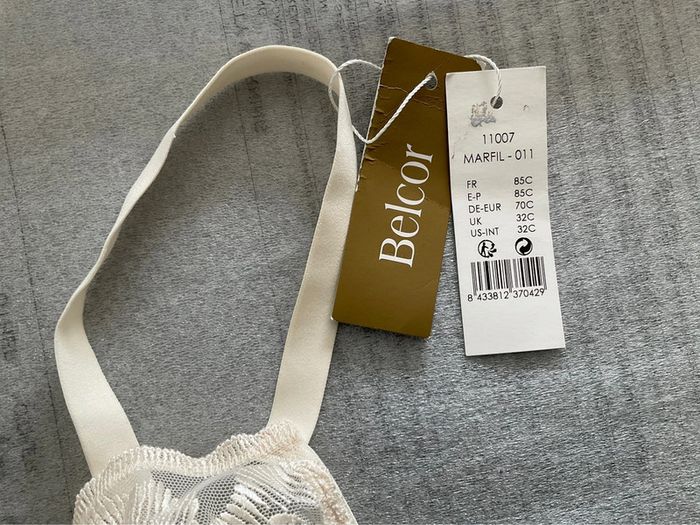 Belcor
11007
MARFIL - 011
FR 85C
E-P 85C
DE-EUR 70C
UK 32C
US-INT 32C
8 433812 370429